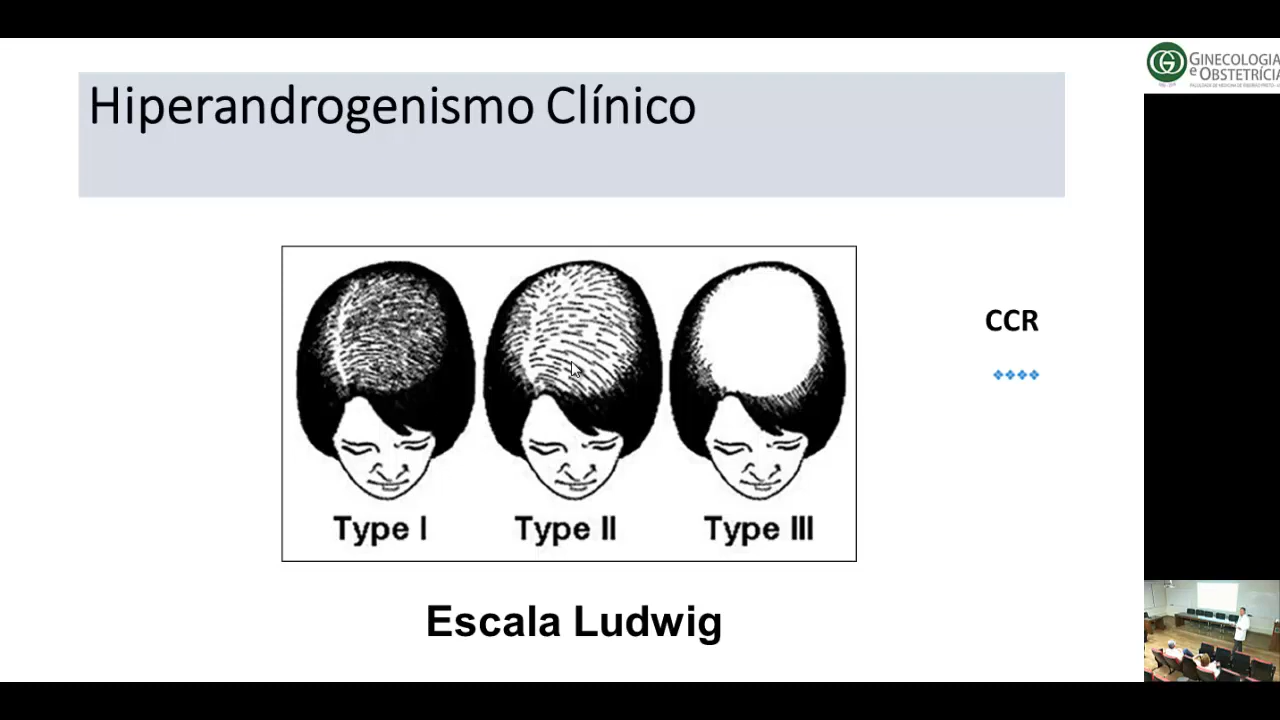 Hiperandrogenismo Clínico
GINECOLOGIA
e OBSTETRÍCIA
CCR
Type I
Type II
Type III
Escala Ludwig